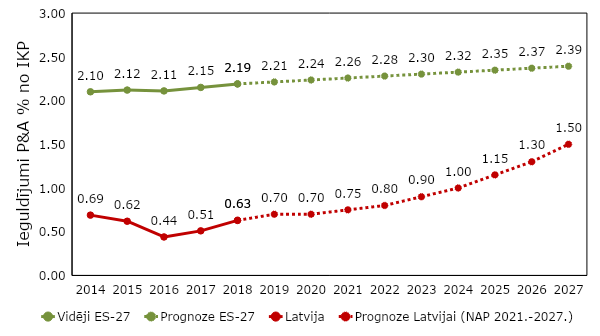 Ieguldījumi P&A % no IKP
3.00
2.50
2.00
1.50
1.00
0.50
0.00
2.10 2.12 2.11 2.15 2.19 2.21 2.24 2.26 2.28 2.30 2.32 2.35 2.37 2.39
0.69 0.62 0.44 0.51 0.63 0.70 0.70 0.75 0.80 0.90 1.00 1.15 1.30 1.50
2014 2015 2016 2017 2018 2019 2020 2021 2022 2023 2024 2025 2026 2027
Vidēji ES-27 Prognoze ES-27 Latvija Prognoze Latvijai (NAP 2021.-2027.)